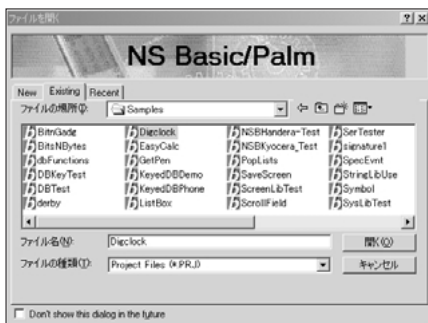 ファイルを開く
NS Basic/Palm
New Existing Recent
ファイルの場所(I): Samples
BitnGade Digclock NSBHandera-Test SerTester
BitsNBytes EasyCalc NSBKyocera_Test signature1
dbFunctions GetPen PopLists SpecEvnt
DBKeyTest KeyedDBDemo SaveScreen StringLibUse
DBTest KeyedDBPhone ScreenLibTest Symbol
derby ListBox ScrollField SysLibTest
ファイル名(N): Digclock 開く(O)
ファイルの種類(T): Project Files (*.PRJ) キャンセル
Don't show this dialog in the future